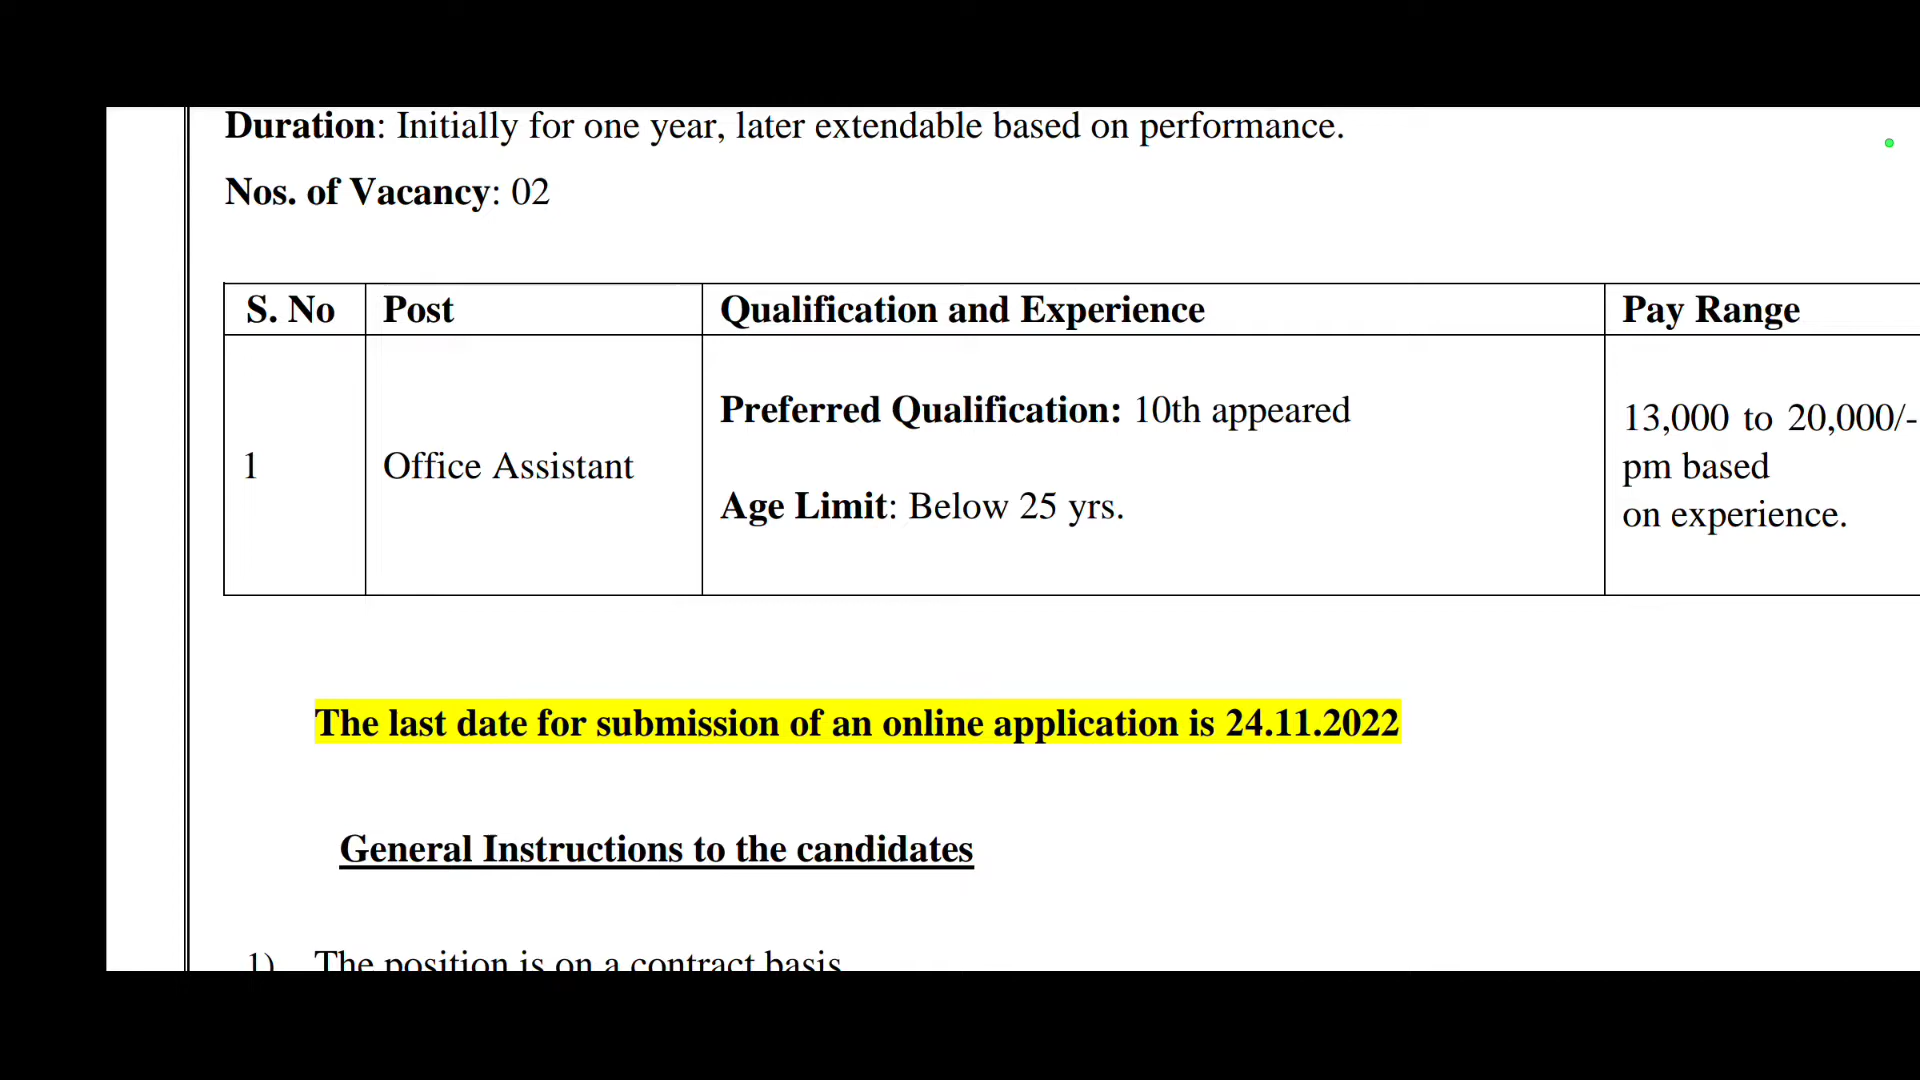 Duration: Initially for one year, later extendable based on performance.
Nos. of Vacancy: 02
S. No Post Qualification and Experience Pay Range
1 Office Assistant
Preferred Qualification: 10th appeared
Age Limit: Below 25 yrs.
13,000 to 20,000/-
pm based
on experience.
The last date for submission of an online application is 24.11.2022
General Instructions to the candidates
1) The position is on a contract basis